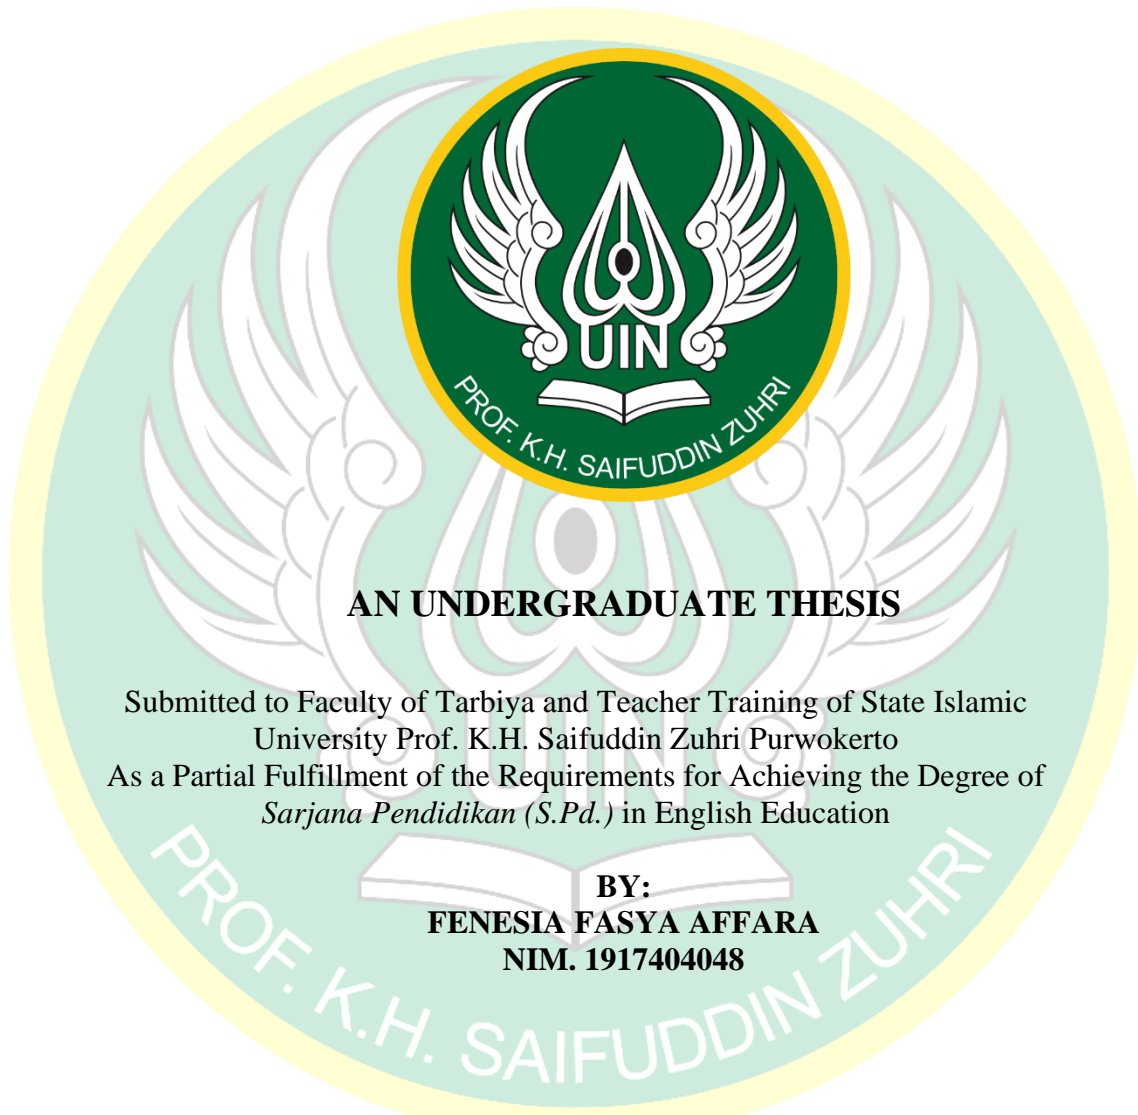 UIN
PROF. K.H. SAIFUDDIN ZUHRI
AN UNDERGRADUATE THESIS
Submitted to Faculty of Tarbiya and Teacher Training of State Islamic
University Prof. K.H. Saifuddin Zuhri Purwokerto
As a Partial Fulfillment of the Requirements for Achieving the Degree of
Sarjana Pendidikan (S.Pd.) in English Education
BY:
FENESIA FASYA AFFARA
NIM. 1917404048
UIN
PROF. K.H. SAIFUDDIN ZUHRI